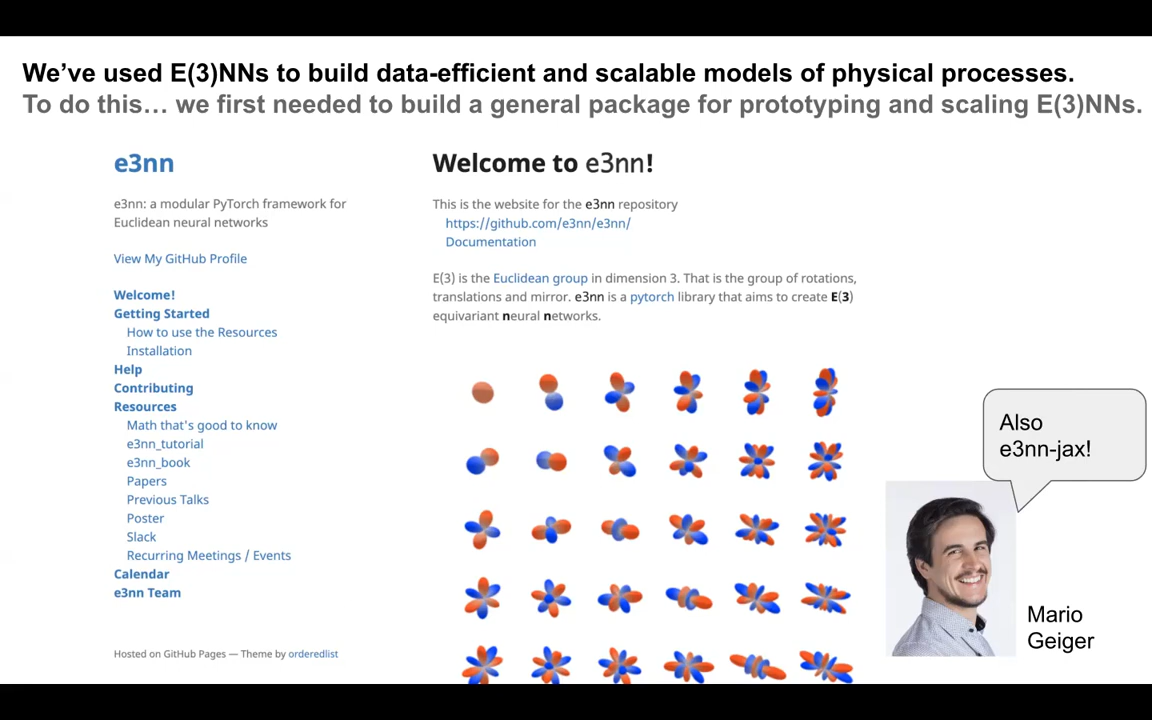 We've used E(3)NNs to build data-efficient and scalable models of physical processes.
To do this… we first needed to build a general package for prototyping and scaling E(3)NNs.
e3nn
e3nn: a modular PyTorch framework for
Euclidean neural networks
View My GitHub Profile
Welcome!
Getting Started
How to use the Resources
Installation
Help
Contributing
Resources
Math that's good to know
e3nn_tutorial
e3nn_book
Papers
Previous Talks
Poster
Slack
Recurring Meetings / Events
Calendar
e3nn Team
Hosted on GitHub Pages — Theme by orderedlist
Welcome to e3nn!
This is the website for the e3nn repository
https://github.com/e3nn/e3nn/
Documentation
E(3) is the Euclidean group in dimension 3. That is the group of rotations,
translations and mirror. e3nn is a pytorch library that aims to create E(3)
equivariant neural networks.
Also
e3nn-jax!
Mario
Geiger